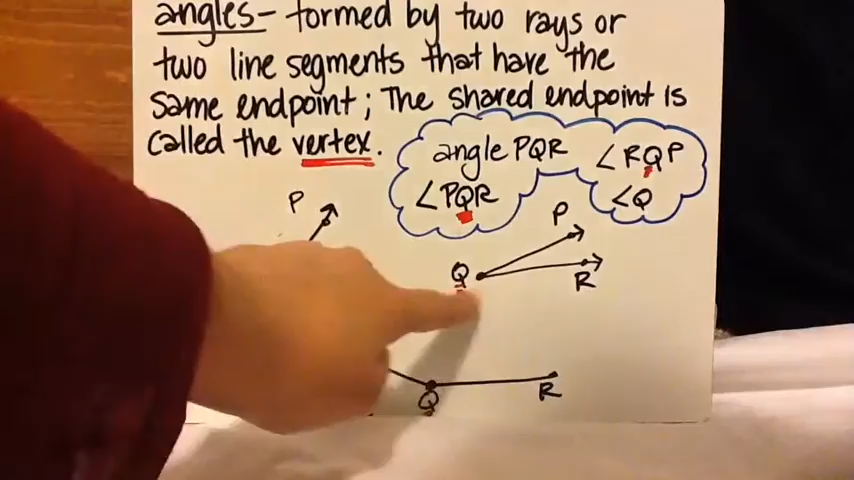 angles - formed by two rays or
two line segments that have the
same endpoint; The shared endpoint is
called the vertex.
angle PQR ∠RQP
∠PQR ∠Q
P
P
Q
R
Q
R